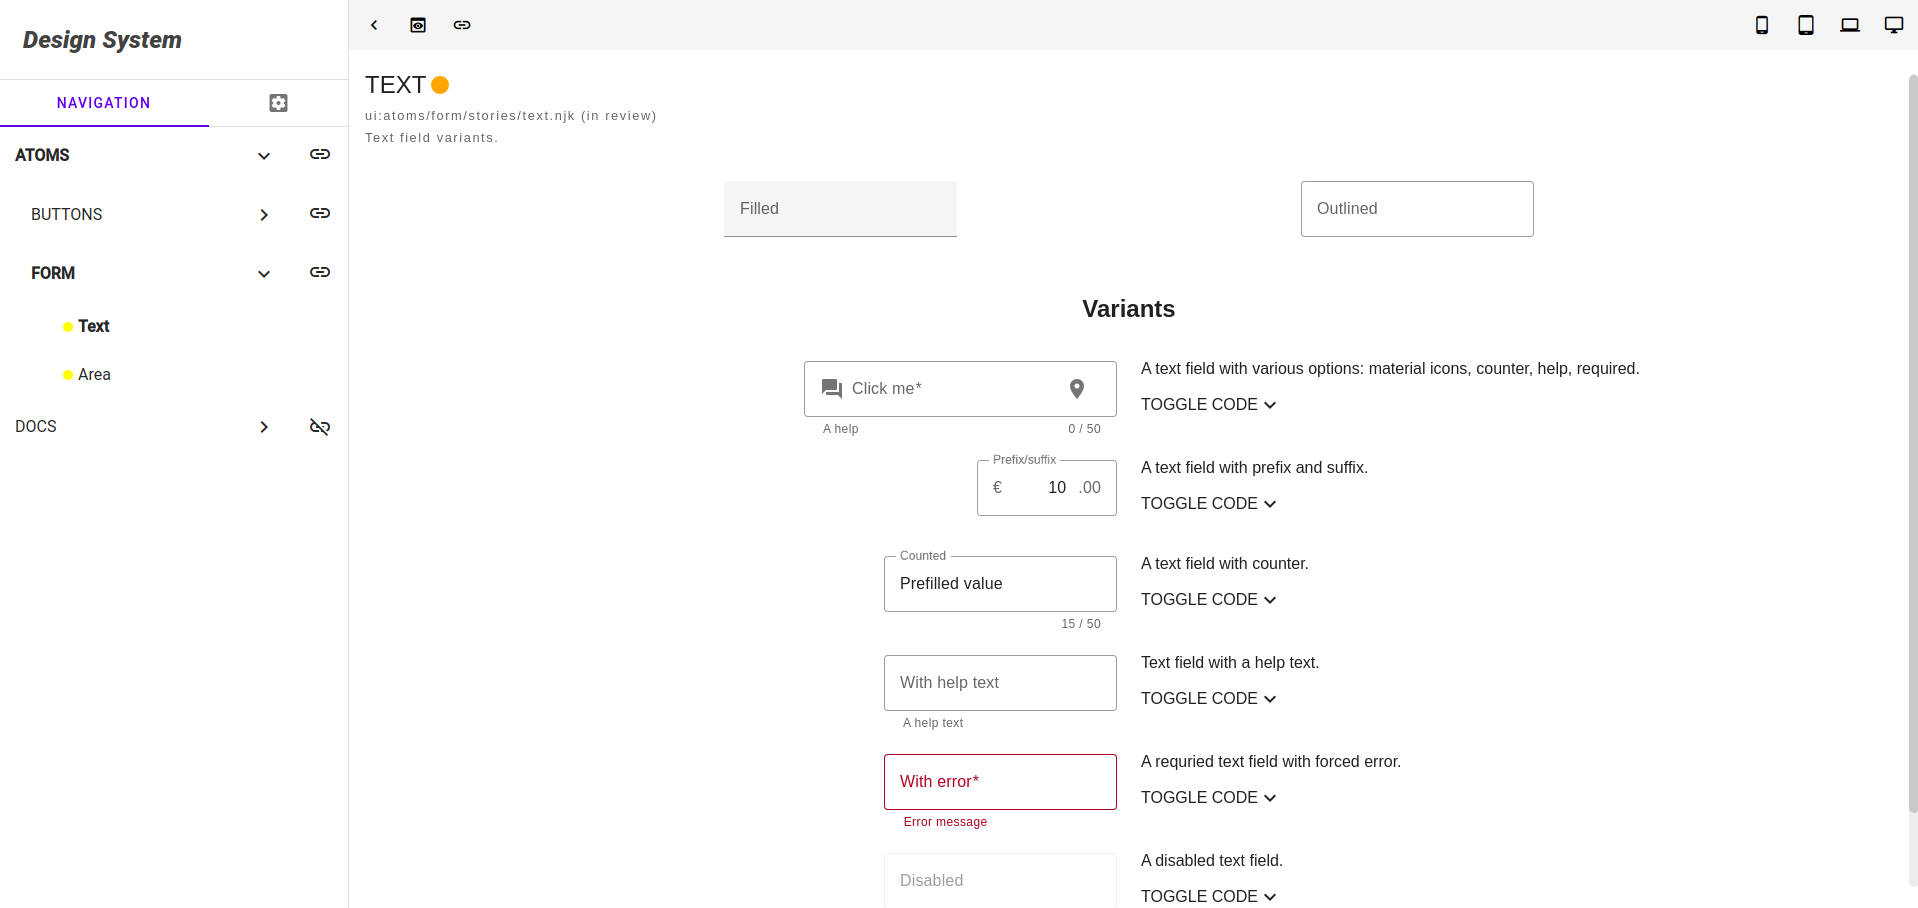 Design System
NAVIGATION
ATOMS
BUTTONS
FORM
Text
Area
DOCS
TEXT
ui:atoms/form/stories/text.njk (in review)
Text field variants.
Filled
Outlined
Variants
Click me*
A help
0 / 50
A text field with various options: material icons, counter, help, required.
TOGGLE CODE
Prefix/suffix
€ 10 .00
A text field with prefix and suffix.
TOGGLE CODE
Counted
Prefilled value
15 / 50
A text field with counter.
TOGGLE CODE
With help text
A help text
Text field with a help text.
TOGGLE CODE
With error*
Error message
A requried text field with forced error.
TOGGLE CODE
Disabled
A disabled text field.
TOGGLE CODE